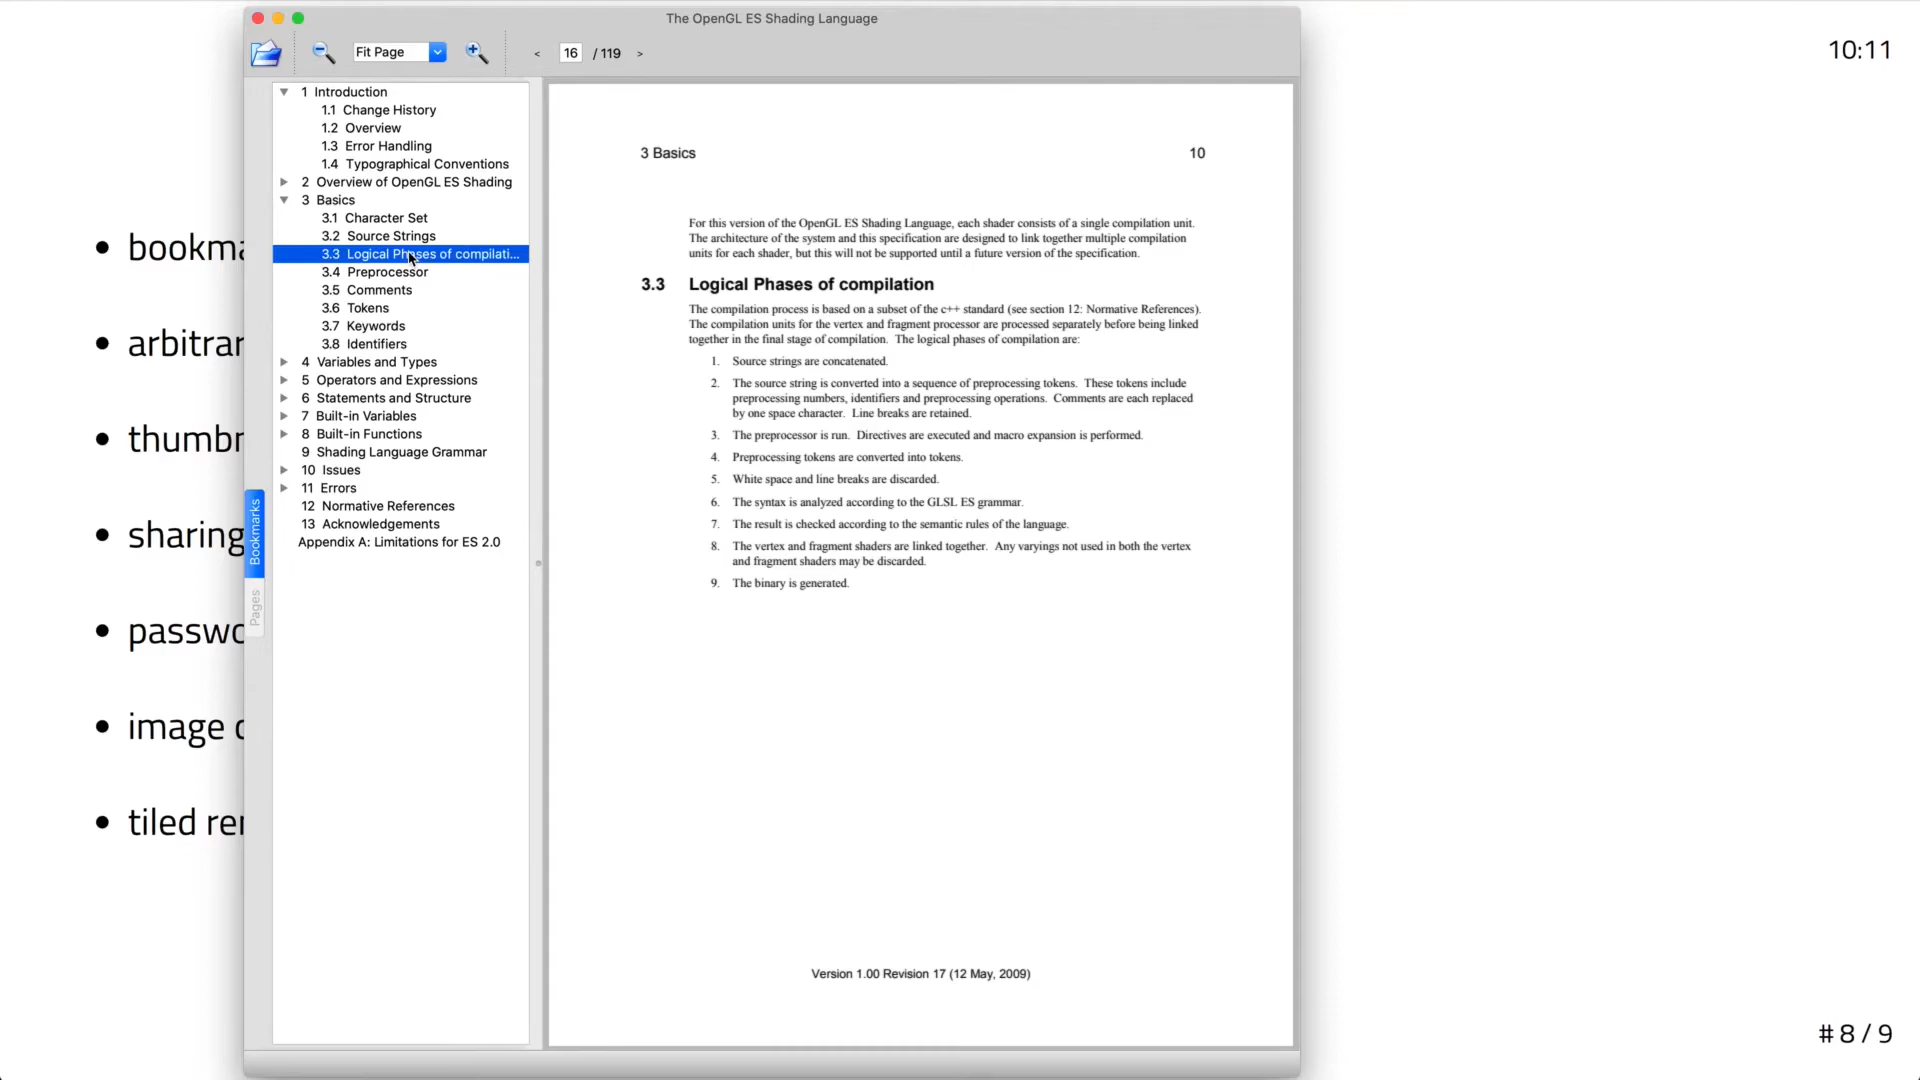 The OpenGL ES Shading Language
Fit Page
< 16 / 119 >
10:11
1 Introduction
1.1 Change History
1.2 Overview
1.3 Error Handling
1.4 Typographical Conventions
2 Overview of OpenGL ES Shading
3 Basics
3.1 Character Set
3.2 Source Strings
3.3 Logical Phases of compilati...
3.4 Preprocessor
3.5 Comments
3.6 Tokens
3.7 Keywords
3.8 Identifiers
4 Variables and Types
5 Operators and Expressions
6 Statements and Structure
7 Built-in Variables
8 Built-in Functions
9 Shading Language Grammar
10 Issues
11 Errors
12 Normative References
13 Acknowledgements
Appendix A: Limitations for ES 2.0
Bookmarks
Pages
• bookma
• arbitrar
• thumbn
• sharing
• passwo
• image
• tiled re
3 Basics 10
For this version of the OpenGL ES Shading Language, each shader consists of a single compilation unit.
The architecture of the system and this specification are designed to link together multiple compilation
units for each shader, but this will not be supported until a future version of the specification.
3.3 Logical Phases of compilation
The compilation process is based on a subset of the c++ standard (see section 12: Normative References).
The compilation units for the vertex and fragment processor are processed separately before being linked
together in the final stage of compilation. The logical phases of compilation are:
1. Source strings are concatenated.
2. The source string is converted into a sequence of preprocessing tokens. These tokens include
preprocessing numbers, identifiers and preprocessing operations. Comments are each replaced
by one space character. Line breaks are retained.
3. The preprocessor is run. Directives are executed and macro expansion is performed.
4. Preprocessing tokens are converted into tokens.
5. White space and line breaks are discarded.
6. The syntax is analyzed according to the GLSL ES grammar.
7. The result is checked according to the semantic rules of the language.
8. The vertex and fragment shaders are linked together. Any varyings not used in both the vertex
and fragment shaders may be discarded.
9. The binary is generated.
Version 1.00 Revision 17 (12 May, 2009)
# 8 / 9